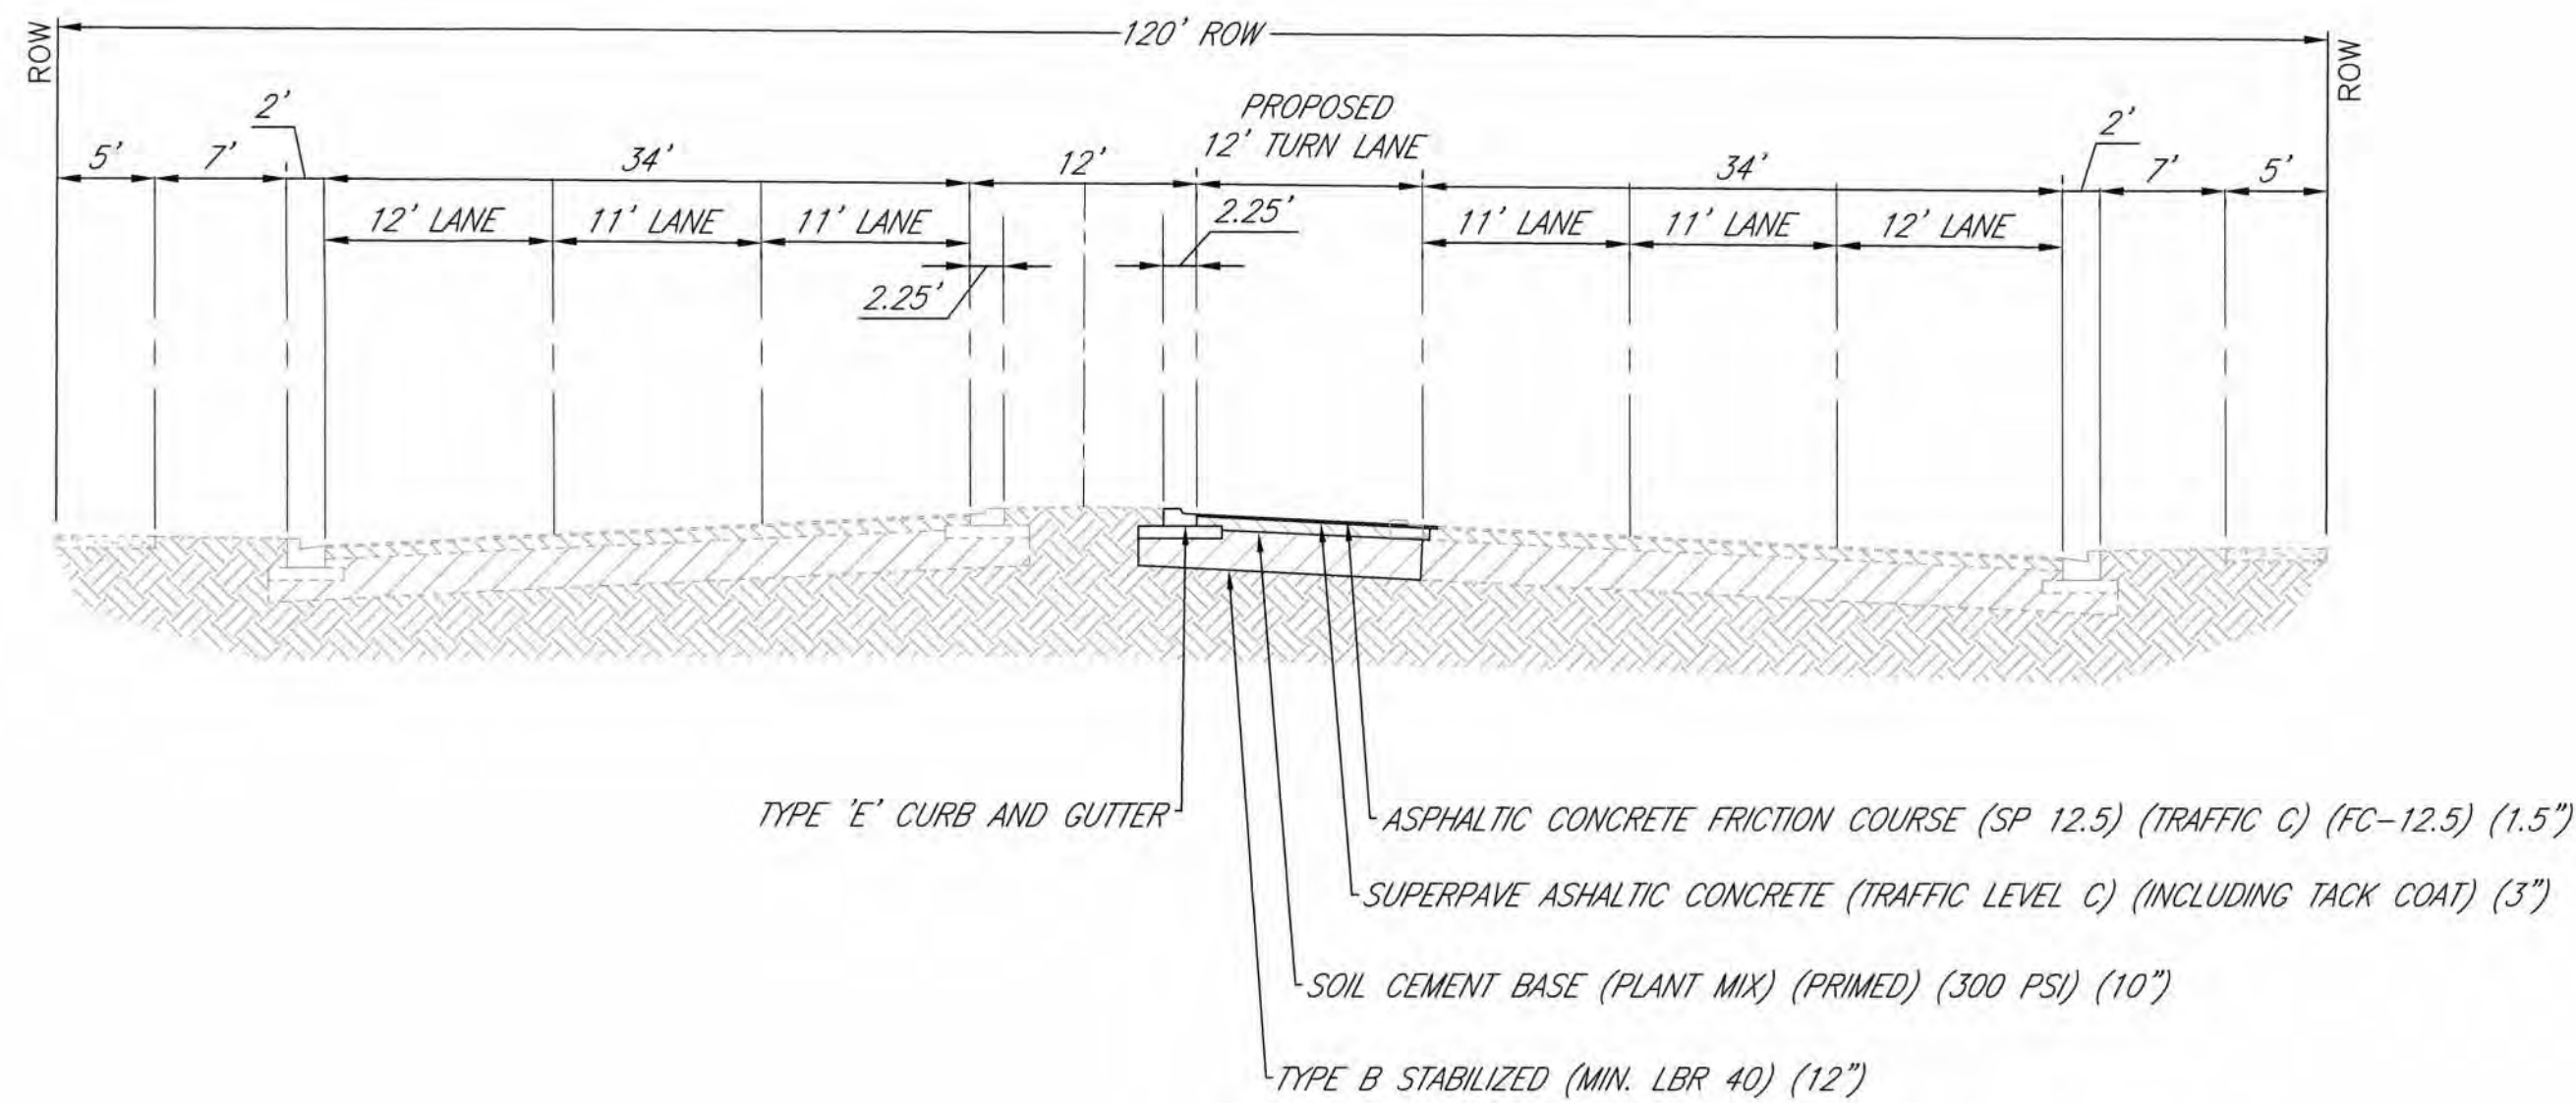 120' ROW
ROW
ROW
2'
PROPOSED
12' TURN LANE
2'
5'
7'
34'
12'
34'
7'
5'
12' LANE
11' LANE
11' LANE
2.25'
11' LANE
11' LANE
12' LANE
2.25'
TYPE 'E' CURB AND GUTTER
ASPHALTIC CONCRETE FRICTION COURSE (SP 12.5) (TRAFFIC C) (FC-12.5) (1.5")
SUPERPAVE ASHALTIC CONCRETE (TRAFFIC LEVEL C) (INCLUDING TACK COAT) (3")
SOIL CEMENT BASE (PLANT MIX) (PRIMED) (300 PSI) (10")
TYPE B STABILIZED (MIN. LBR 40) (12")